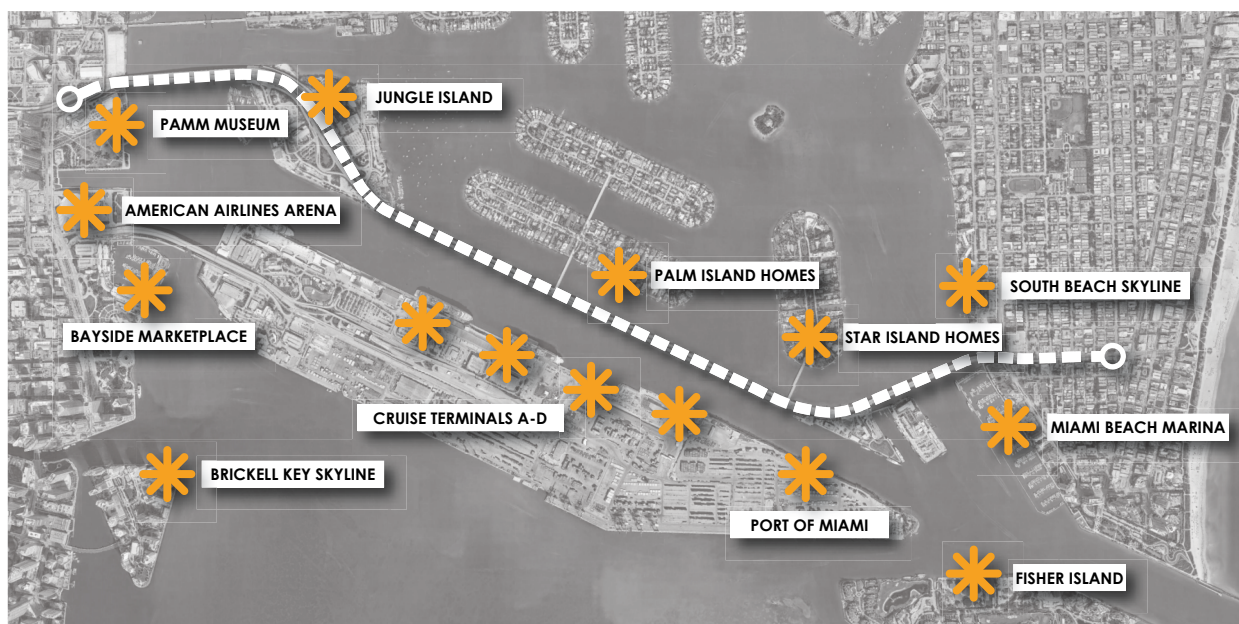 JUNGLE ISLAND
PAMM MUSEUM
AMERICAN AIRLINES ARENA
PALM ISLAND HOMES
SOUTH BEACH SKYLINE
BAYSIDE MARKETPLACE
STAR ISLAND HOMES
CRUISE TERMINALS A-D
MIAMI BEACH MARINA
BRICKELL KEY SKYLINE
PORT OF MIAMI
FISHER ISLAND